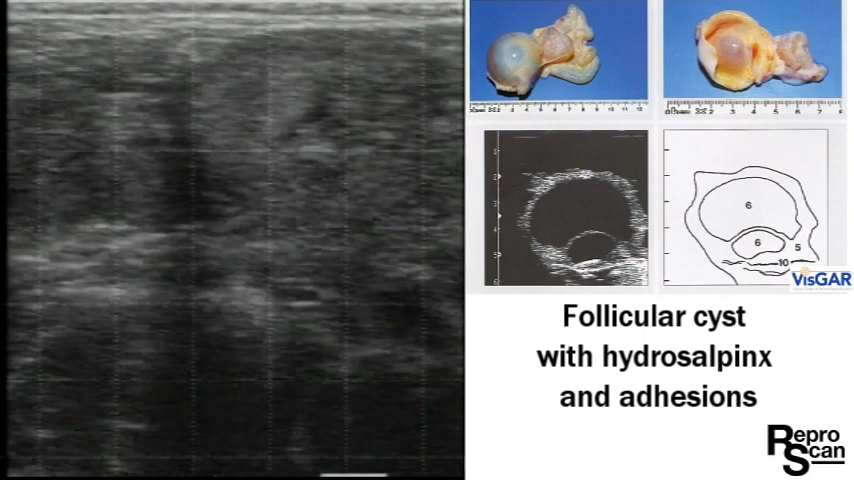 6
6
5
10
VisGAR
Follicular cyst
with hydrosalpinx
and adhesions
Repro
Scan